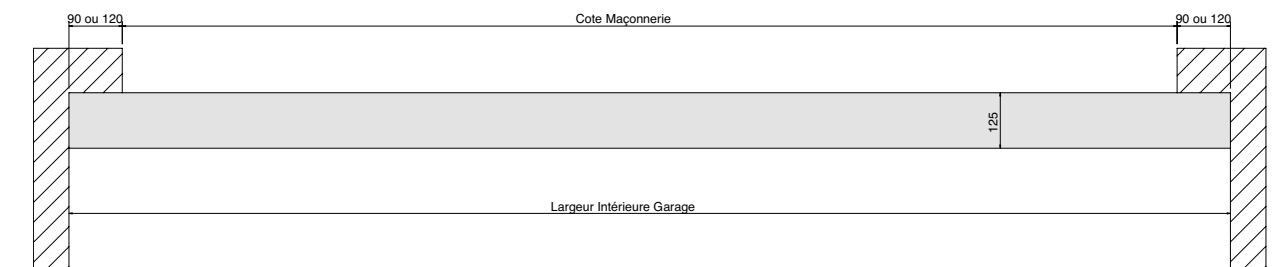 90 ou 120
Cote Maçonnerie
90 ou 120
125
Largeur Intérieure Garage